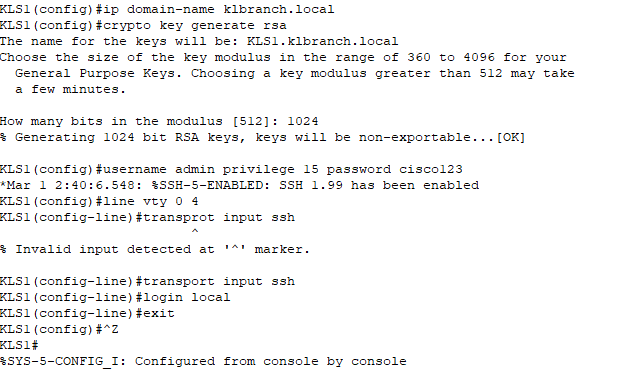 KLS1(config)#ip domain-name klbranch.local
KLS1(config)#crypto key generate rsa
The name for the keys will be: KLS1.klbranch.local
Choose the size of the key modulus in the range of 360 to 4096 for your
  General Purpose Keys. Choosing a key modulus greater than 512 may take
  a few minutes.

How many bits in the modulus [512]: 1024
% Generating 1024 bit RSA keys, keys will be non-exportable...[OK]

KLS1(config)#username admin privilege 15 password cisco123
*Mar 1 2:40:6.548: %SSH-5-ENABLED: SSH 1.99 has been enabled
KLS1(config)#line vty 0 4
KLS1(config-line)#transprot input ssh
                        ^
% Invalid input detected at '^' marker.

KLS1(config-line)#transport input ssh
KLS1(config-line)#login local
KLS1(config-line)#exit
KLS1(config)#^Z
KLS1#
%SYS-5-CONFIG_I: Configured from console by console